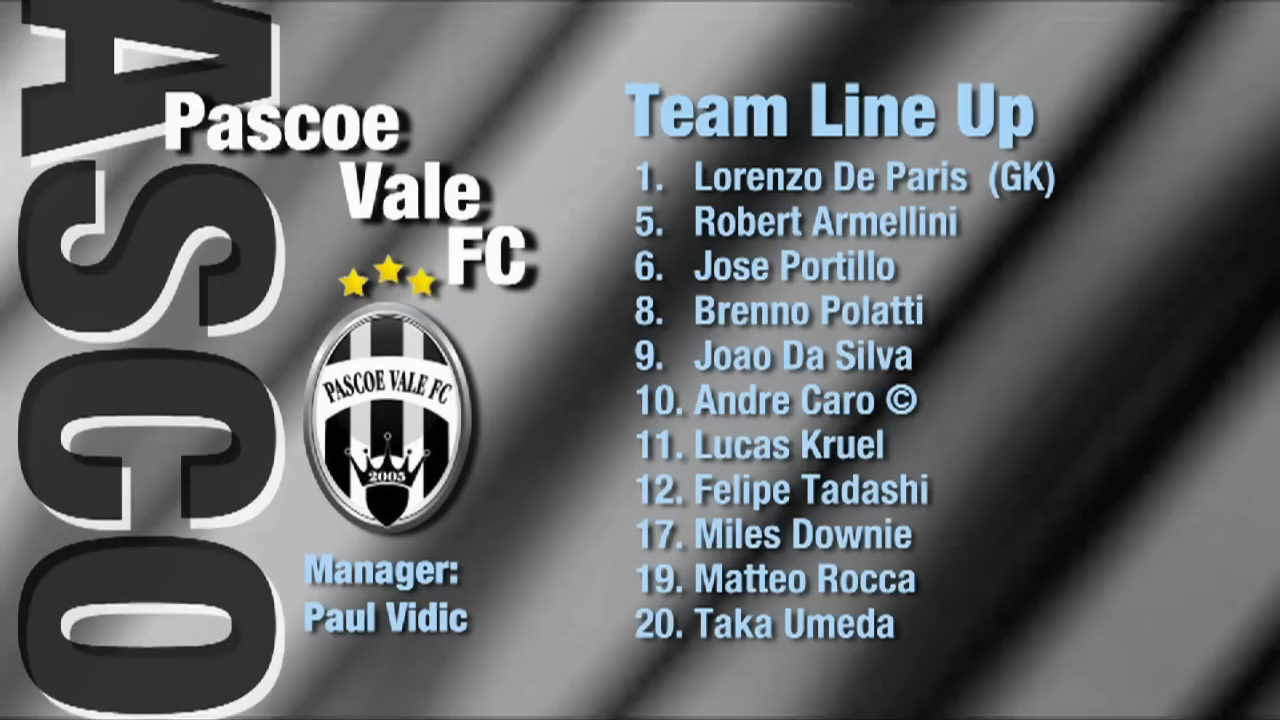 ASCO
Pascoe
Vale
FC
PASCOE VALE FC
2005
Manager:
Paul Vidic
Team Line Up
1. Lorenzo De Paris (GK)
5. Robert Armellini
6. Jose Portillo
8. Brenno Polatti
9. Joao Da Silva
10. Andre Caro ©
11. Lucas Kruel
12. Felipe Tadashi
17. Miles Downie
19. Matteo Rocca
20. Taka Umeda